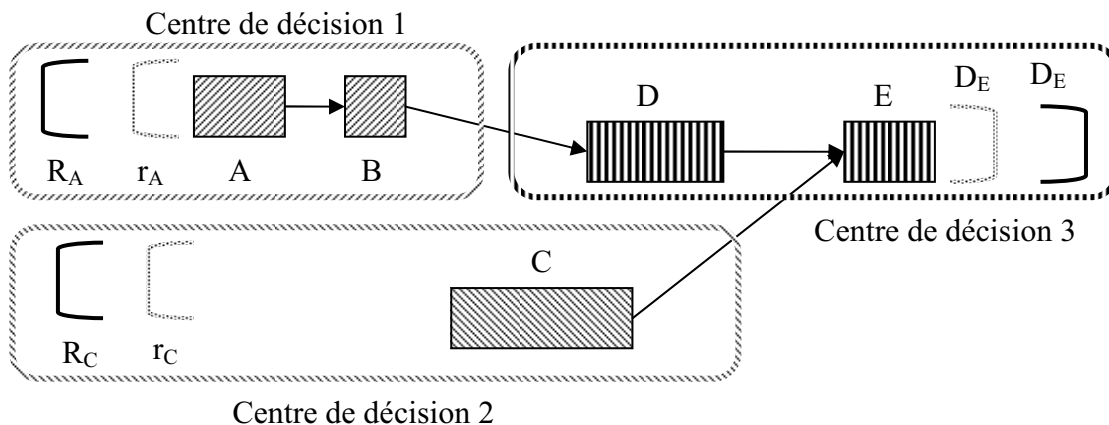 Centre de décision 1
D E D_E D_E
R_A r_A A B
Centre de décision 3
C
R_C r_C
Centre de décision 2